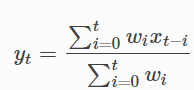 $y_t = \frac{\sum_{i=0}^{t} w_i x_{t-i}}{\sum_{i=0}^{t} w_i}$